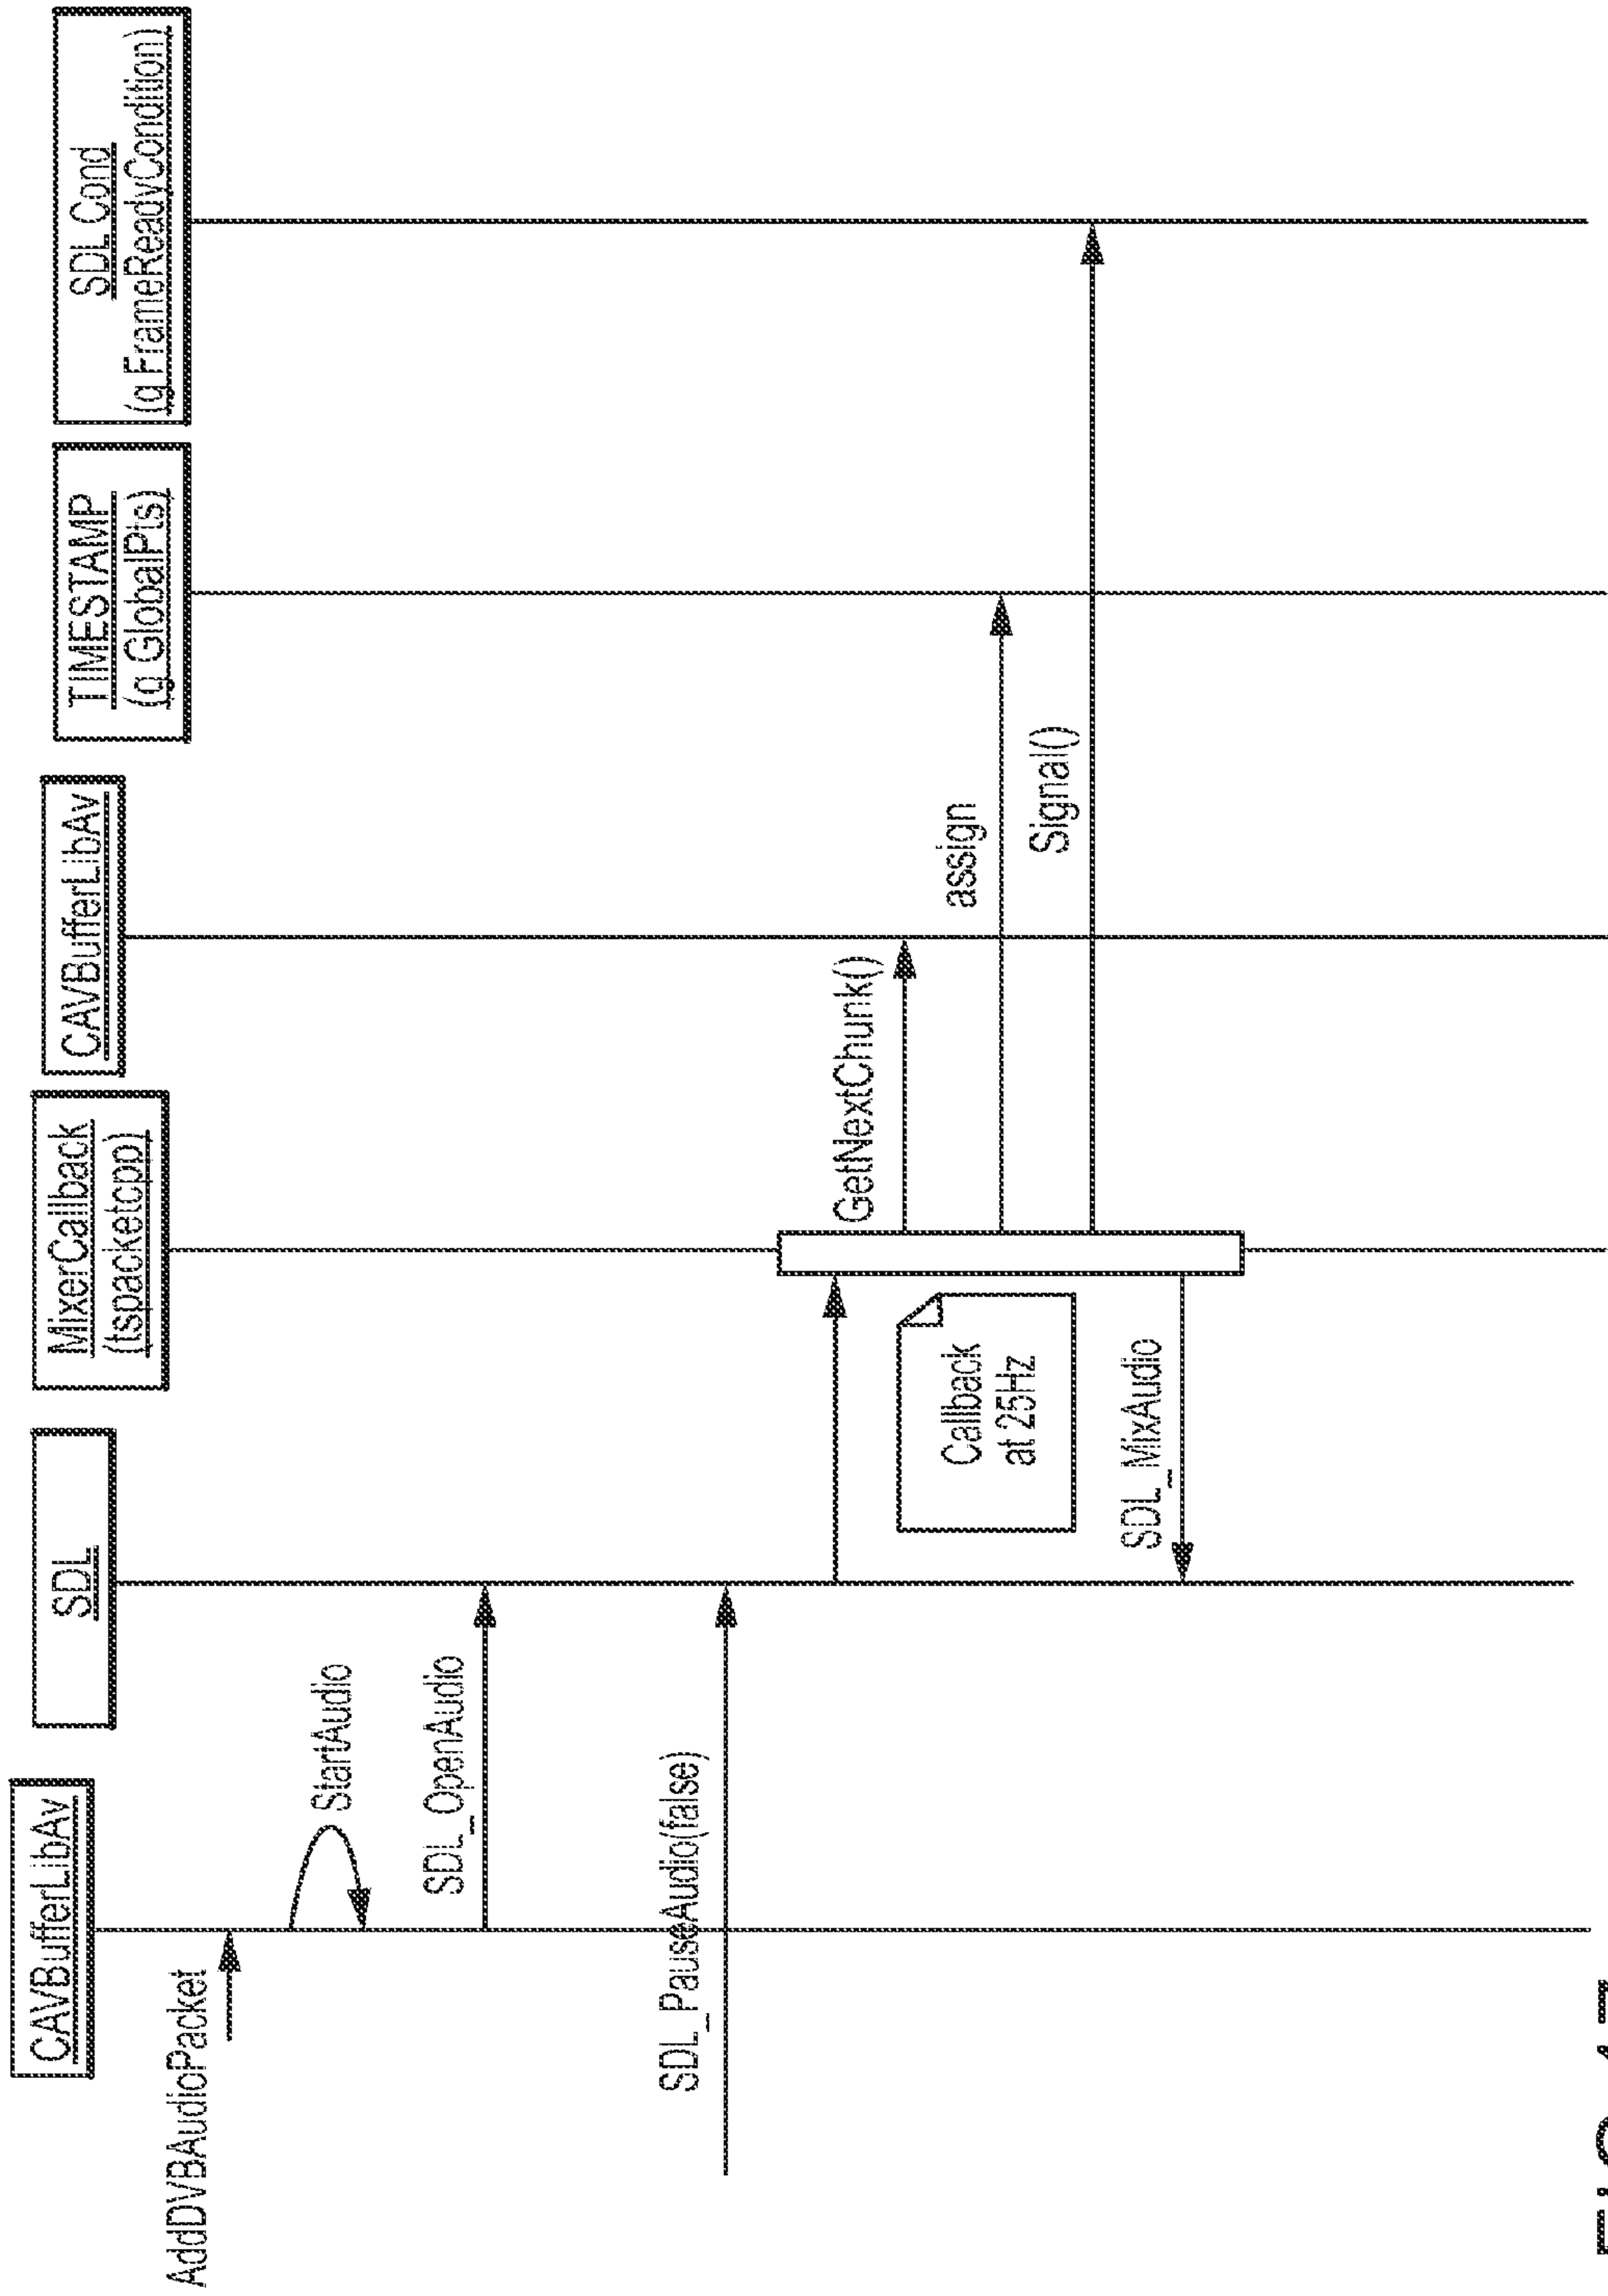 CAVBufferLibAv
SDL
MixerCallback
(tspacketcpp)
CAVBufferLibAv
TIMESTAMP
(g GlobalPts)
SDL Cond
(g FrameReadyCondition)
AddDVBAudioPacket
StartAudio
SDL_OpenAudio
SDL_PauseAudio(false)
GetNextChunk()
Callback
at 25Hz
assign
Signal()
SDL_MixAudio